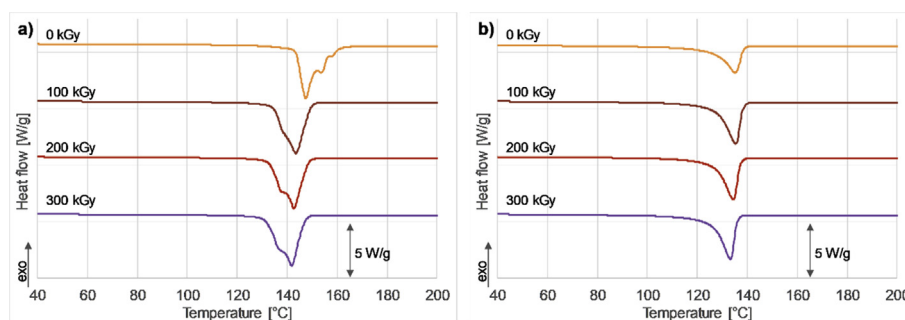 a)
0 kGy
100 kGy
200 kGy
300 kGy
5 W/g
exo
Heat flow [W/g]
40 60 80 100 120 140 160 180 200
Temperature [°C]
b)
0 kGy
100 kGy
200 kGy
300 kGy
5 W/g
exo
Heat flow [W/g]
40 60 80 100 120 140 160 180 200
Temperature [°C]